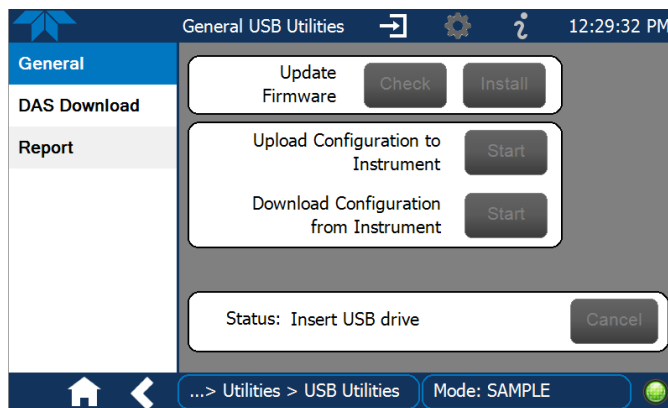 General USB Utilities
12:29:32 PM
General
DAS Download
Report
Update
Firmware
Check
Install
Upload Configuration to
Instrument
Start
Download Configuration
from Instrument
Start
Status: Insert USB drive
Cancel
...> Utilities > USB Utilities
Mode: SAMPLE